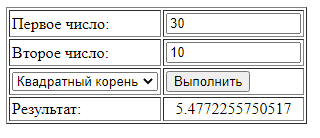 Первое число: 30
Второе число: 10
Квадратный корень Выполнить
Результат: 5.4772255750517